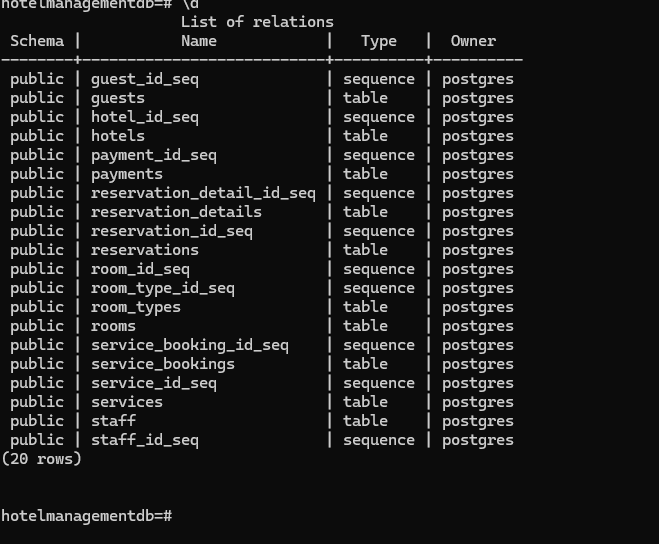 hotelmanagementdb=# \d
                   List of relations
 Schema |           Name            |   Type   |  Owner
--------+---------------------------+----------+----------
 public | guest_id_seq              | sequence | postgres
 public | guests                    | table    | postgres
 public | hotel_id_seq              | sequence | postgres
 public | hotels                    | table    | postgres
 public | payment_id_seq            | sequence | postgres
 public | payments                  | table    | postgres
 public | reservation_detail_id_seq | sequence | postgres
 public | reservation_details       | table    | postgres
 public | reservation_id_seq        | sequence | postgres
 public | reservations              | table    | postgres
 public | room_id_seq               | sequence | postgres
 public | room_type_id_seq          | sequence | postgres
 public | room_types                | table    | postgres
 public | rooms                     | table    | postgres
 public | service_booking_id_seq    | sequence | postgres
 public | service_bookings          | table    | postgres
 public | service_id_seq            | sequence | postgres
 public | services                  | table    | postgres
 public | staff                     | table    | postgres
 public | staff_id_seq              | sequence | postgres
(20 rows)
hotelmanagementdb=#